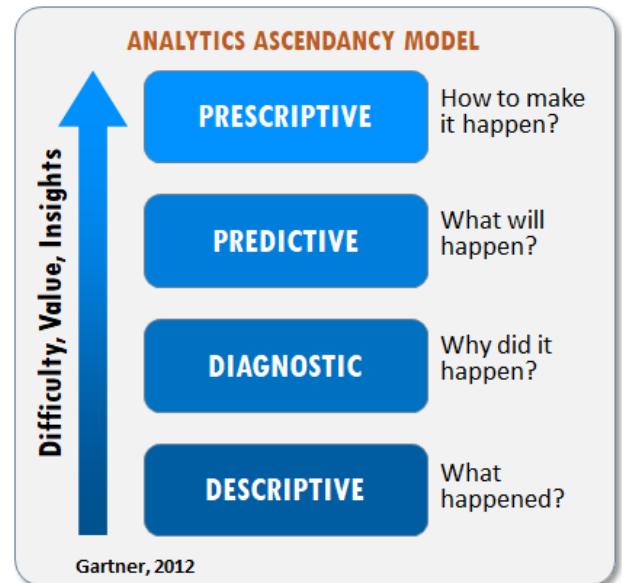 ANALYTICS ASCENDANCY MODEL
Difficulty, Value, Insights
PRESCRIPTIVE
How to make
it happen?
PREDICTIVE
What will
happen?
DIAGNOSTIC
Why did it
happen?
DESCRIPTIVE
What
happened?
Gartner, 2012